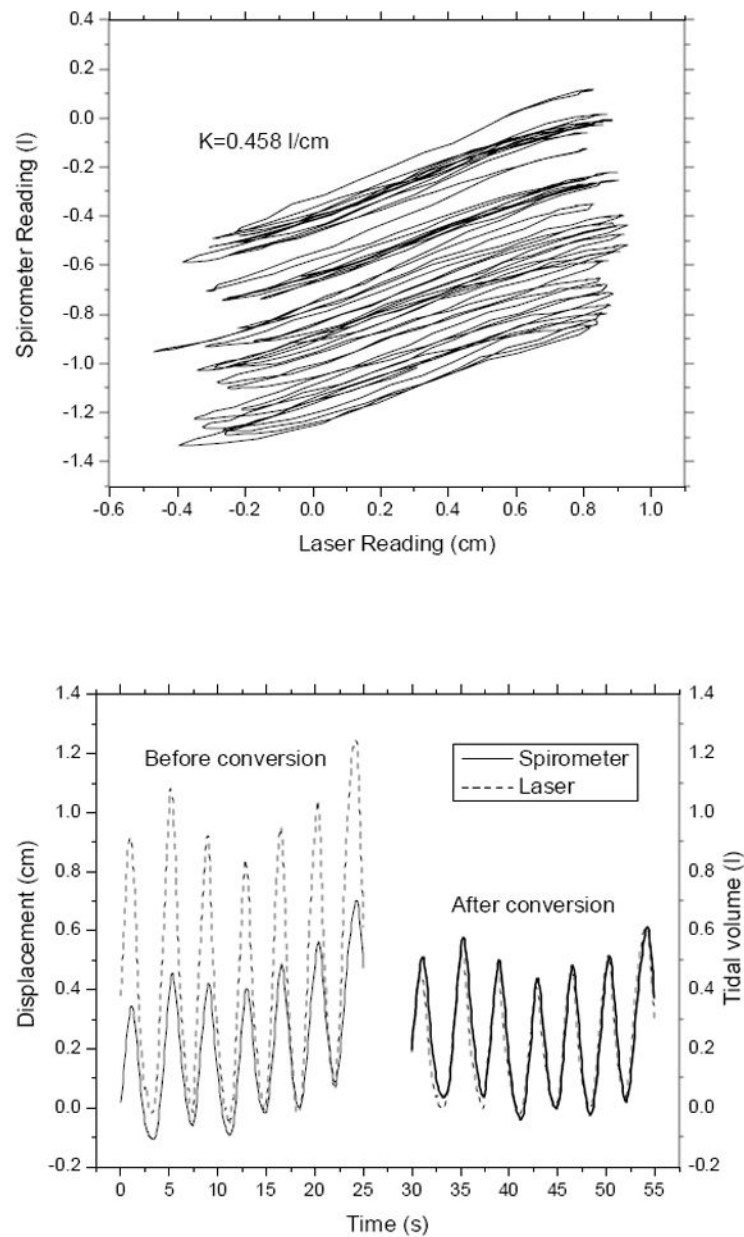 0.4
0.2
0.0
-0.2
-0.4
-0.6
-0.8
-1.0
-1.2
-1.4
Spirometer Reading (l)
K=0.458 l/cm
-0.6 -0.4 -0.2 0.0 0.2 0.4 0.6 0.8 1.0
Laser Reading (cm)
1.4 1.4
1.2 1.2
1.0 1.0
0.8 0.8
0.6 0.6
0.4 0.4
0.2 0.2
0.0 0.0
-0.2 -0.2
Displacement (cm)
Before conversion
Spirometer
Laser
After conversion
Tidal volume (l)
0 5 10 15 20 25 30 35 40 45 50 55
Time (s)